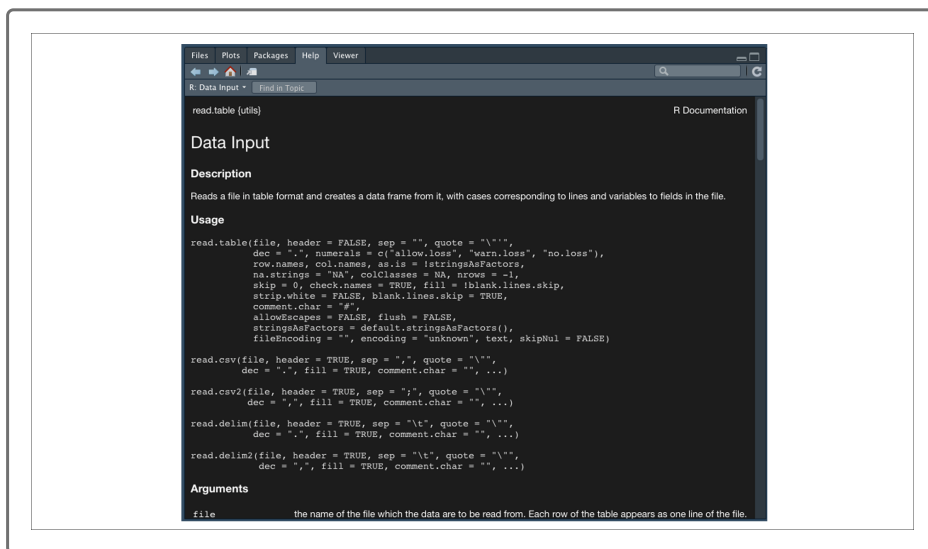 Files Plots Packages Help Viewer
R: Data Input Find in Topic
read.table {utils} R Documentation
Data Input
Description
Reads a file in table format and creates a data frame from it, with cases corresponding to lines and variables to fields in the file.
Usage
read.table(file, header = FALSE, sep = "", quote = "\"'",
dec = ".", numerals = c("allow.loss", "warn.loss", "no.loss"),
row.names, col.names, as.is = !stringsAsFactors,
na.strings = "NA", colClasses = NA, nrows = -1,
skip = 0, check.names = TRUE, fill = !blank.lines.skip,
strip.white = FALSE, blank.lines.skip = TRUE,
comment.char = "#",
allowEscapes = FALSE, flush = FALSE,
stringsAsFactors = default.stringsAsFactors(),
fileEncoding = "", encoding = "unknown", text, skipNul = FALSE)
read.csv(file, header = TRUE, sep = ",", quote = "\"",
dec = ".", fill = TRUE, comment.char = "", ...)
read.csv2(file, header = TRUE, sep = ";", quote = "\"",
dec = ",", fill = TRUE, comment.char = "", ...)
read.delim(file, header = TRUE, sep = "\t", quote = "\"",
dec = ".", fill = TRUE, comment.char = "", ...)
read.delim2(file, header = TRUE, sep = "\t", quote = "\"",
dec = ",", fill = TRUE, comment.char = "", ...)
Arguments
file the name of the file which the data are to be read from. Each row of the table appears as one line of the file.